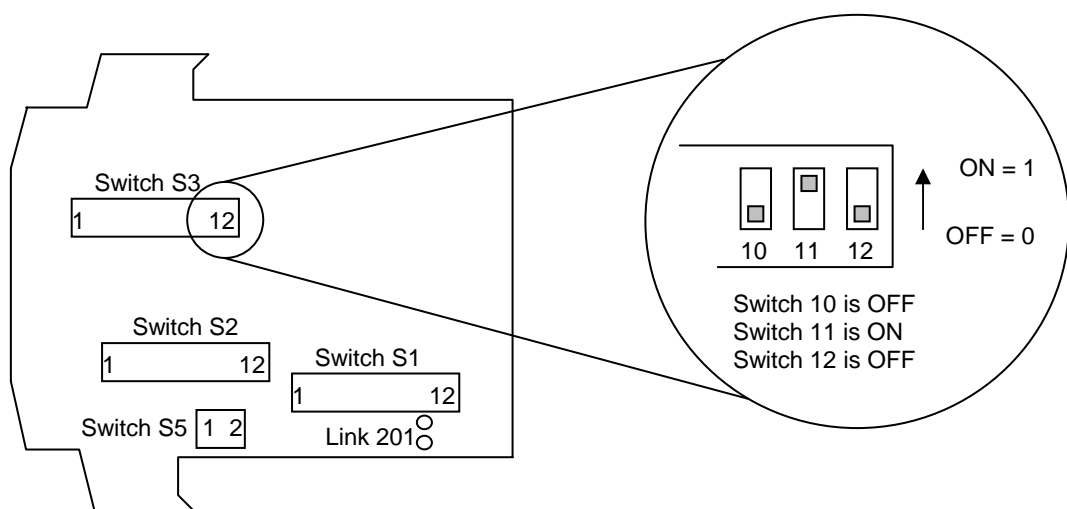 Switch S3
1 12
Switch S2
1 12
Switch S1
1 12
Switch S5 1 2
Link 201
ON = 1
OFF = 0
10 11 12
Switch 10 is OFF
Switch 11 is ON
Switch 12 is OFF